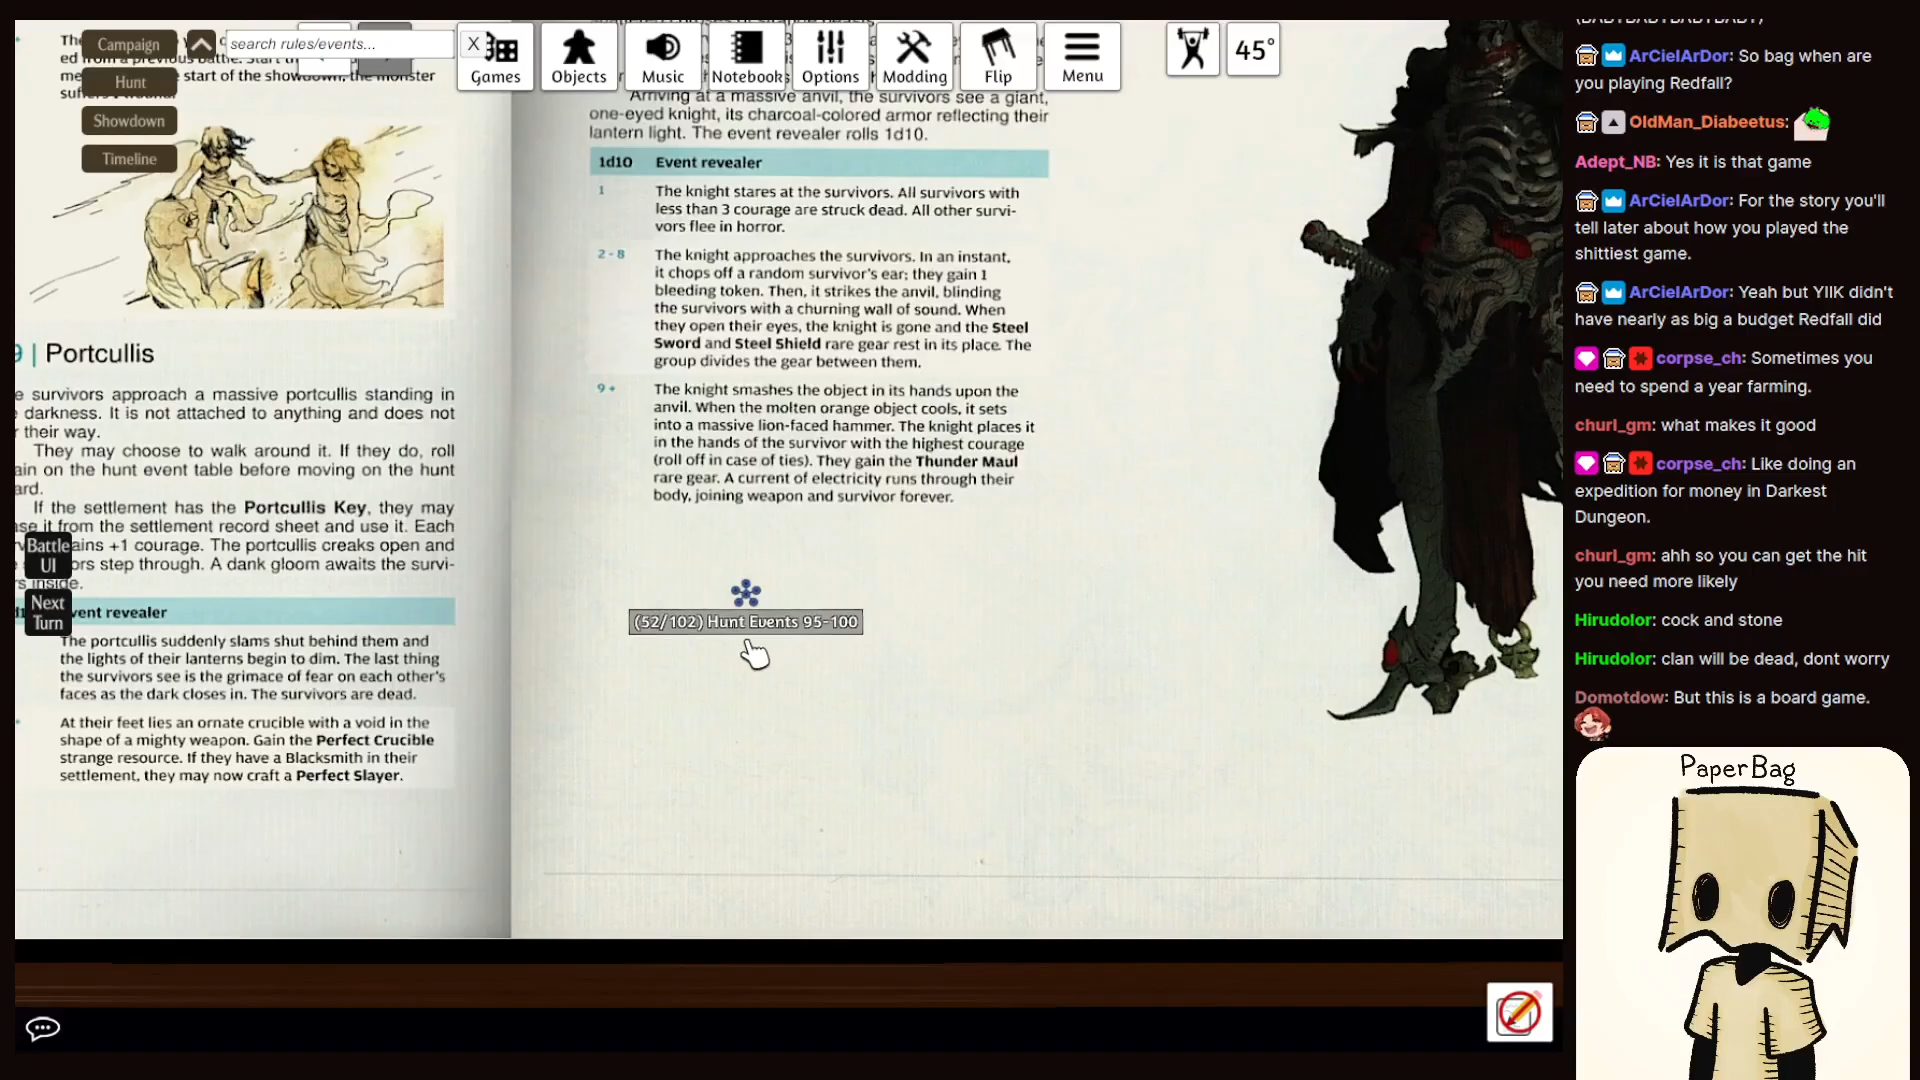 Campaign
search rules/events...
X
Games
Objects
Music
Notebook
Options
Modding
Flip
Menu
45°
Hunt
Showdown
Timeline
start of the showdown, the monster
9 | Portcullis
e survivors approach a massive portcullis standing in
darkness. It is not attached to anything and does not
their way.
They may choose to walk around it. If they do, roll
ain on the hunt event table before moving on the hunt
ard.
If the settlement has the Portcullis Key, they may
se it from the settlement record sheet and use it. Each
ains +1 courage. The portcullis creaks open and
ors step through. A dank gloom awaits the survi-
rs inside.
Battle
UI
Next
Turn
vent revealer
The portcullis suddenly slams shut behind them and
the lights of their lanterns begin to dim. The last thing
the survivors see is the grimace of fear on each other's
faces as the dark closes in. The survivors are dead.
At their feet lies an ornate crucible with a void in the
shape of a mighty weapon. Gain the Perfect Crucible
strange resource. If they have a Blacksmith in their
settlement, they may now craft a Perfect Slayer.
Arriving at a massive anvil, the survivors see a giant,
one-eyed knight, its charcoal-colored armor reflecting their
lantern light. The event revealer rolls 1d10.
1d10 Event revealer
1 The knight stares at the survivors. All survivors with
less than 3 courage are struck dead. All other survi-
vors flee in horror.
2 - 8 The knight approaches the survivors. In an instant,
it chops off a random survivor's ear; they gain 1
bleeding token. Then, it strikes the anvil, blinding
the survivors with a churning wall of sound. When
they open their eyes, the knight is gone and the Steel
Sword and Steel Shield rare gear rest in its place. The
group divides the gear between them.
9 + The knight smashes the object in its hands upon the
anvil. When the molten orange object cools, it sets
into a massive lion-faced hammer. The knight places it
in the hands of the survivor with the highest courage
(roll off in case of ties). They gain the Thunder Maul
rare gear. A current of electricity runs through their
body, joining weapon and survivor forever.
(52/102) Hunt Events 95-100
ArCielArDor: So bag when are
you playing Redfall?
OldMan_Diabeetus:
Adept_NB: Yes it is that game
ArCielArDor: For the story you'll
tell later about how you played the
shittiest game.
ArCielArDor: Yeah but YIIK didn't
have nearly as big a budget Redfall did
corpse_ch: Sometimes you
need to spend a year farming.
churl_gm: what makes it good
corpse_ch: Like doing an
expedition for money in Darkest
Dungeon.
churl_gm: ahh so you can get the hit
you need more likely
Hirudolor: cock and stone
Hirudolor: clan will be dead, dont worry
Domotdow: But this is a board game.
Paper Bag